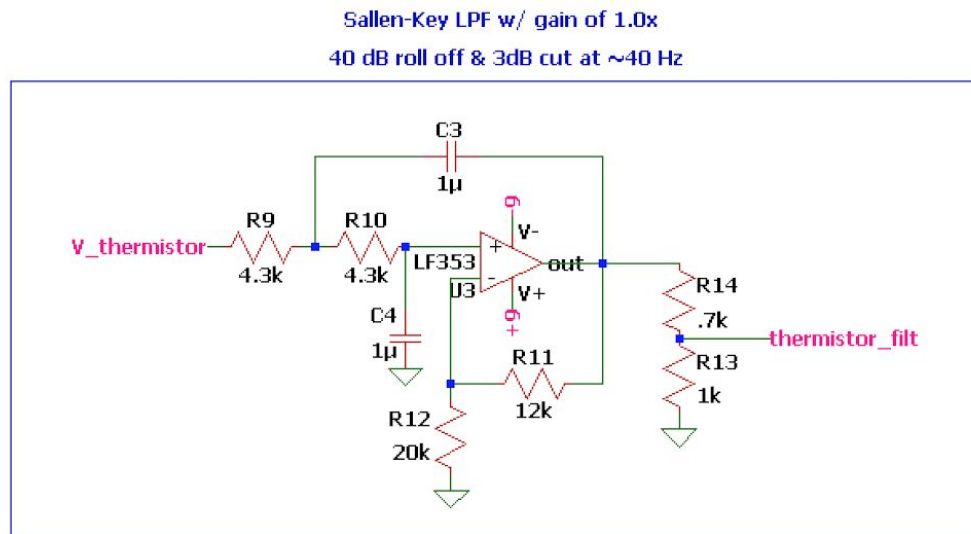 Sallen-Key LPF w/ gain of 1.0x
40 dB roll off & 3dB cut at ~40 Hz
C3
1µ
R9
4.3k
R10
4.3k
V_thermistor
-9
V-
+
-
LF353
U3
out
V+
+9
C4
1µ
R11
12k
R12
20k
R14
.7k
thermistor_filt
R13
1k